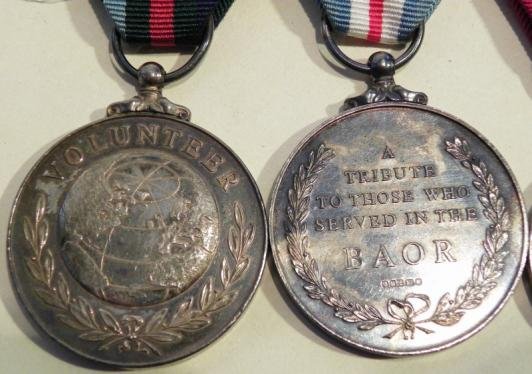 VOLUNTEER
A
TRIBUTE
TO THOSE WHO
SERVED IN THE
BAOR